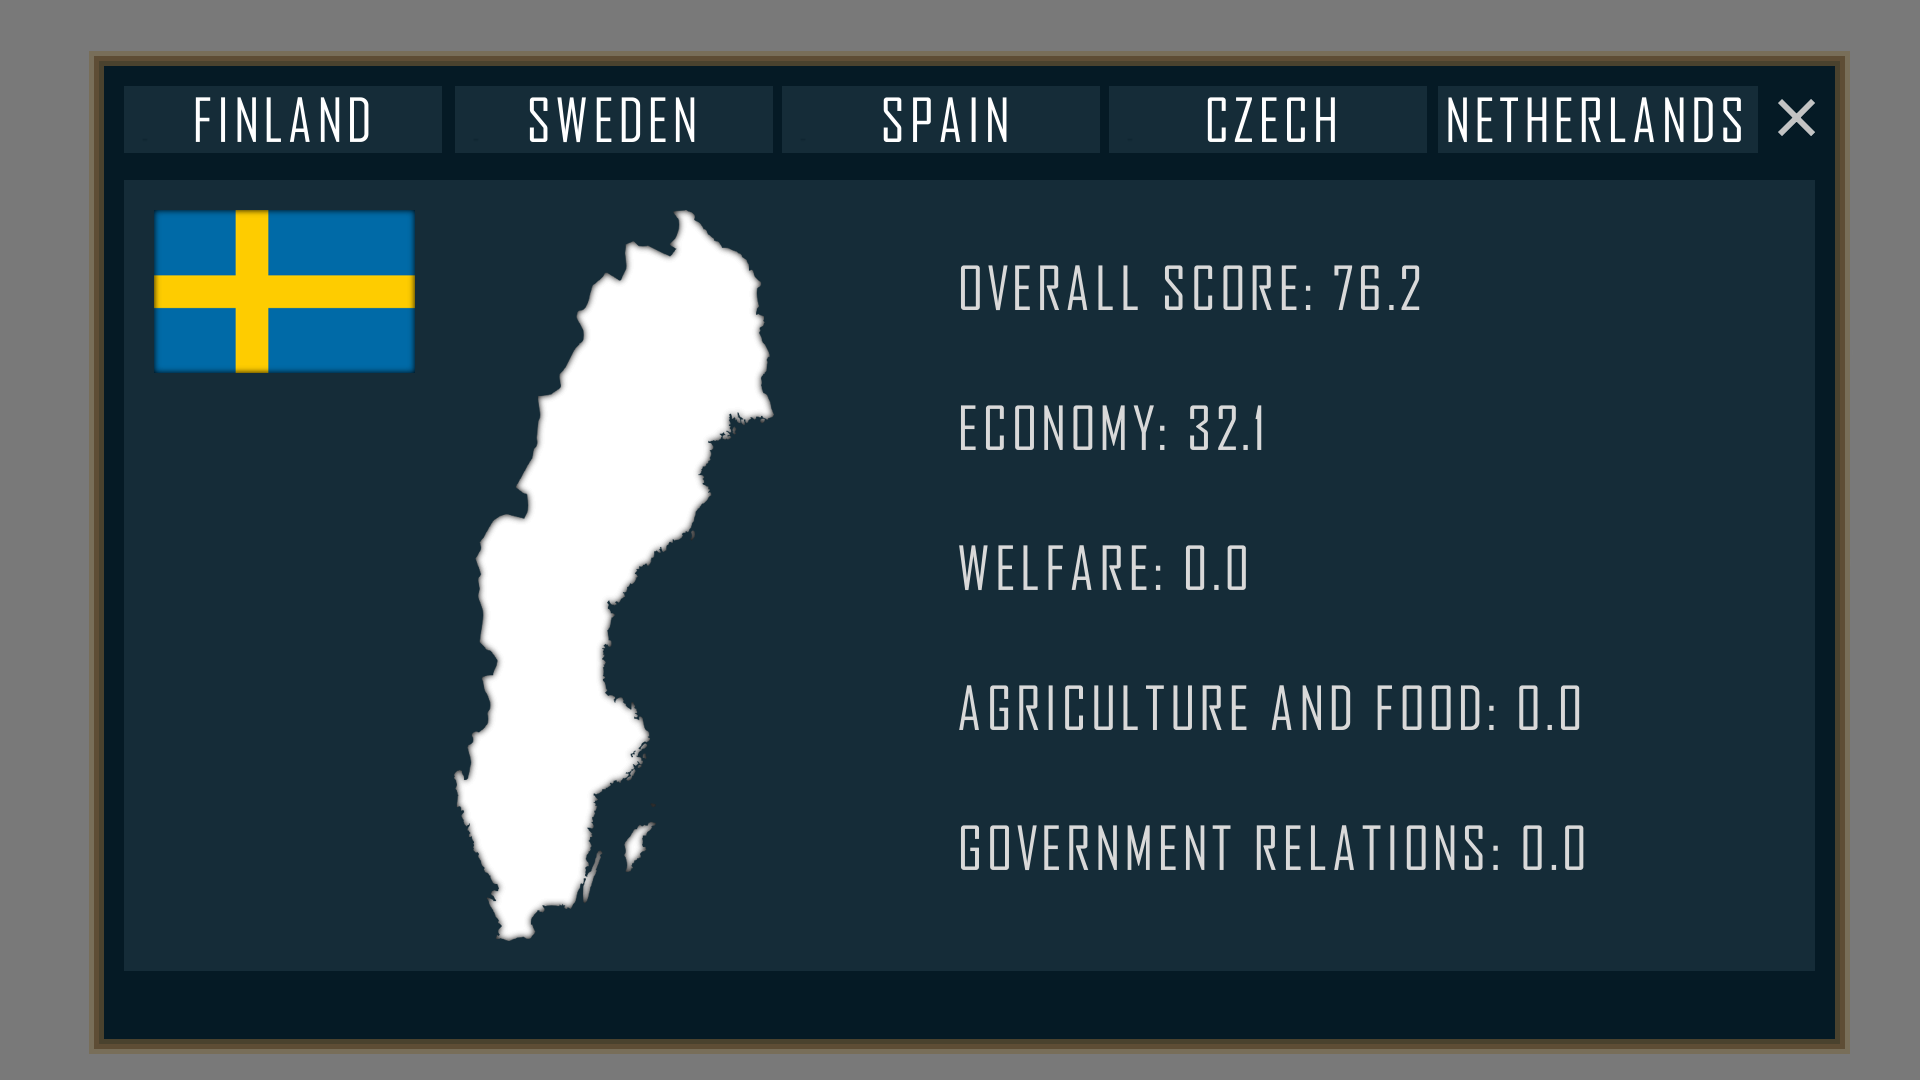 FINLAND SWEDEN SPAIN CZECH NETHERLANDS
OVERALL SCORE: 76.2
ECONOMY: 32.1
WELFARE: 0.0
AGRICULTURE AND FOOD: 0.0
GOVERNMENT RELATIONS: 0.0